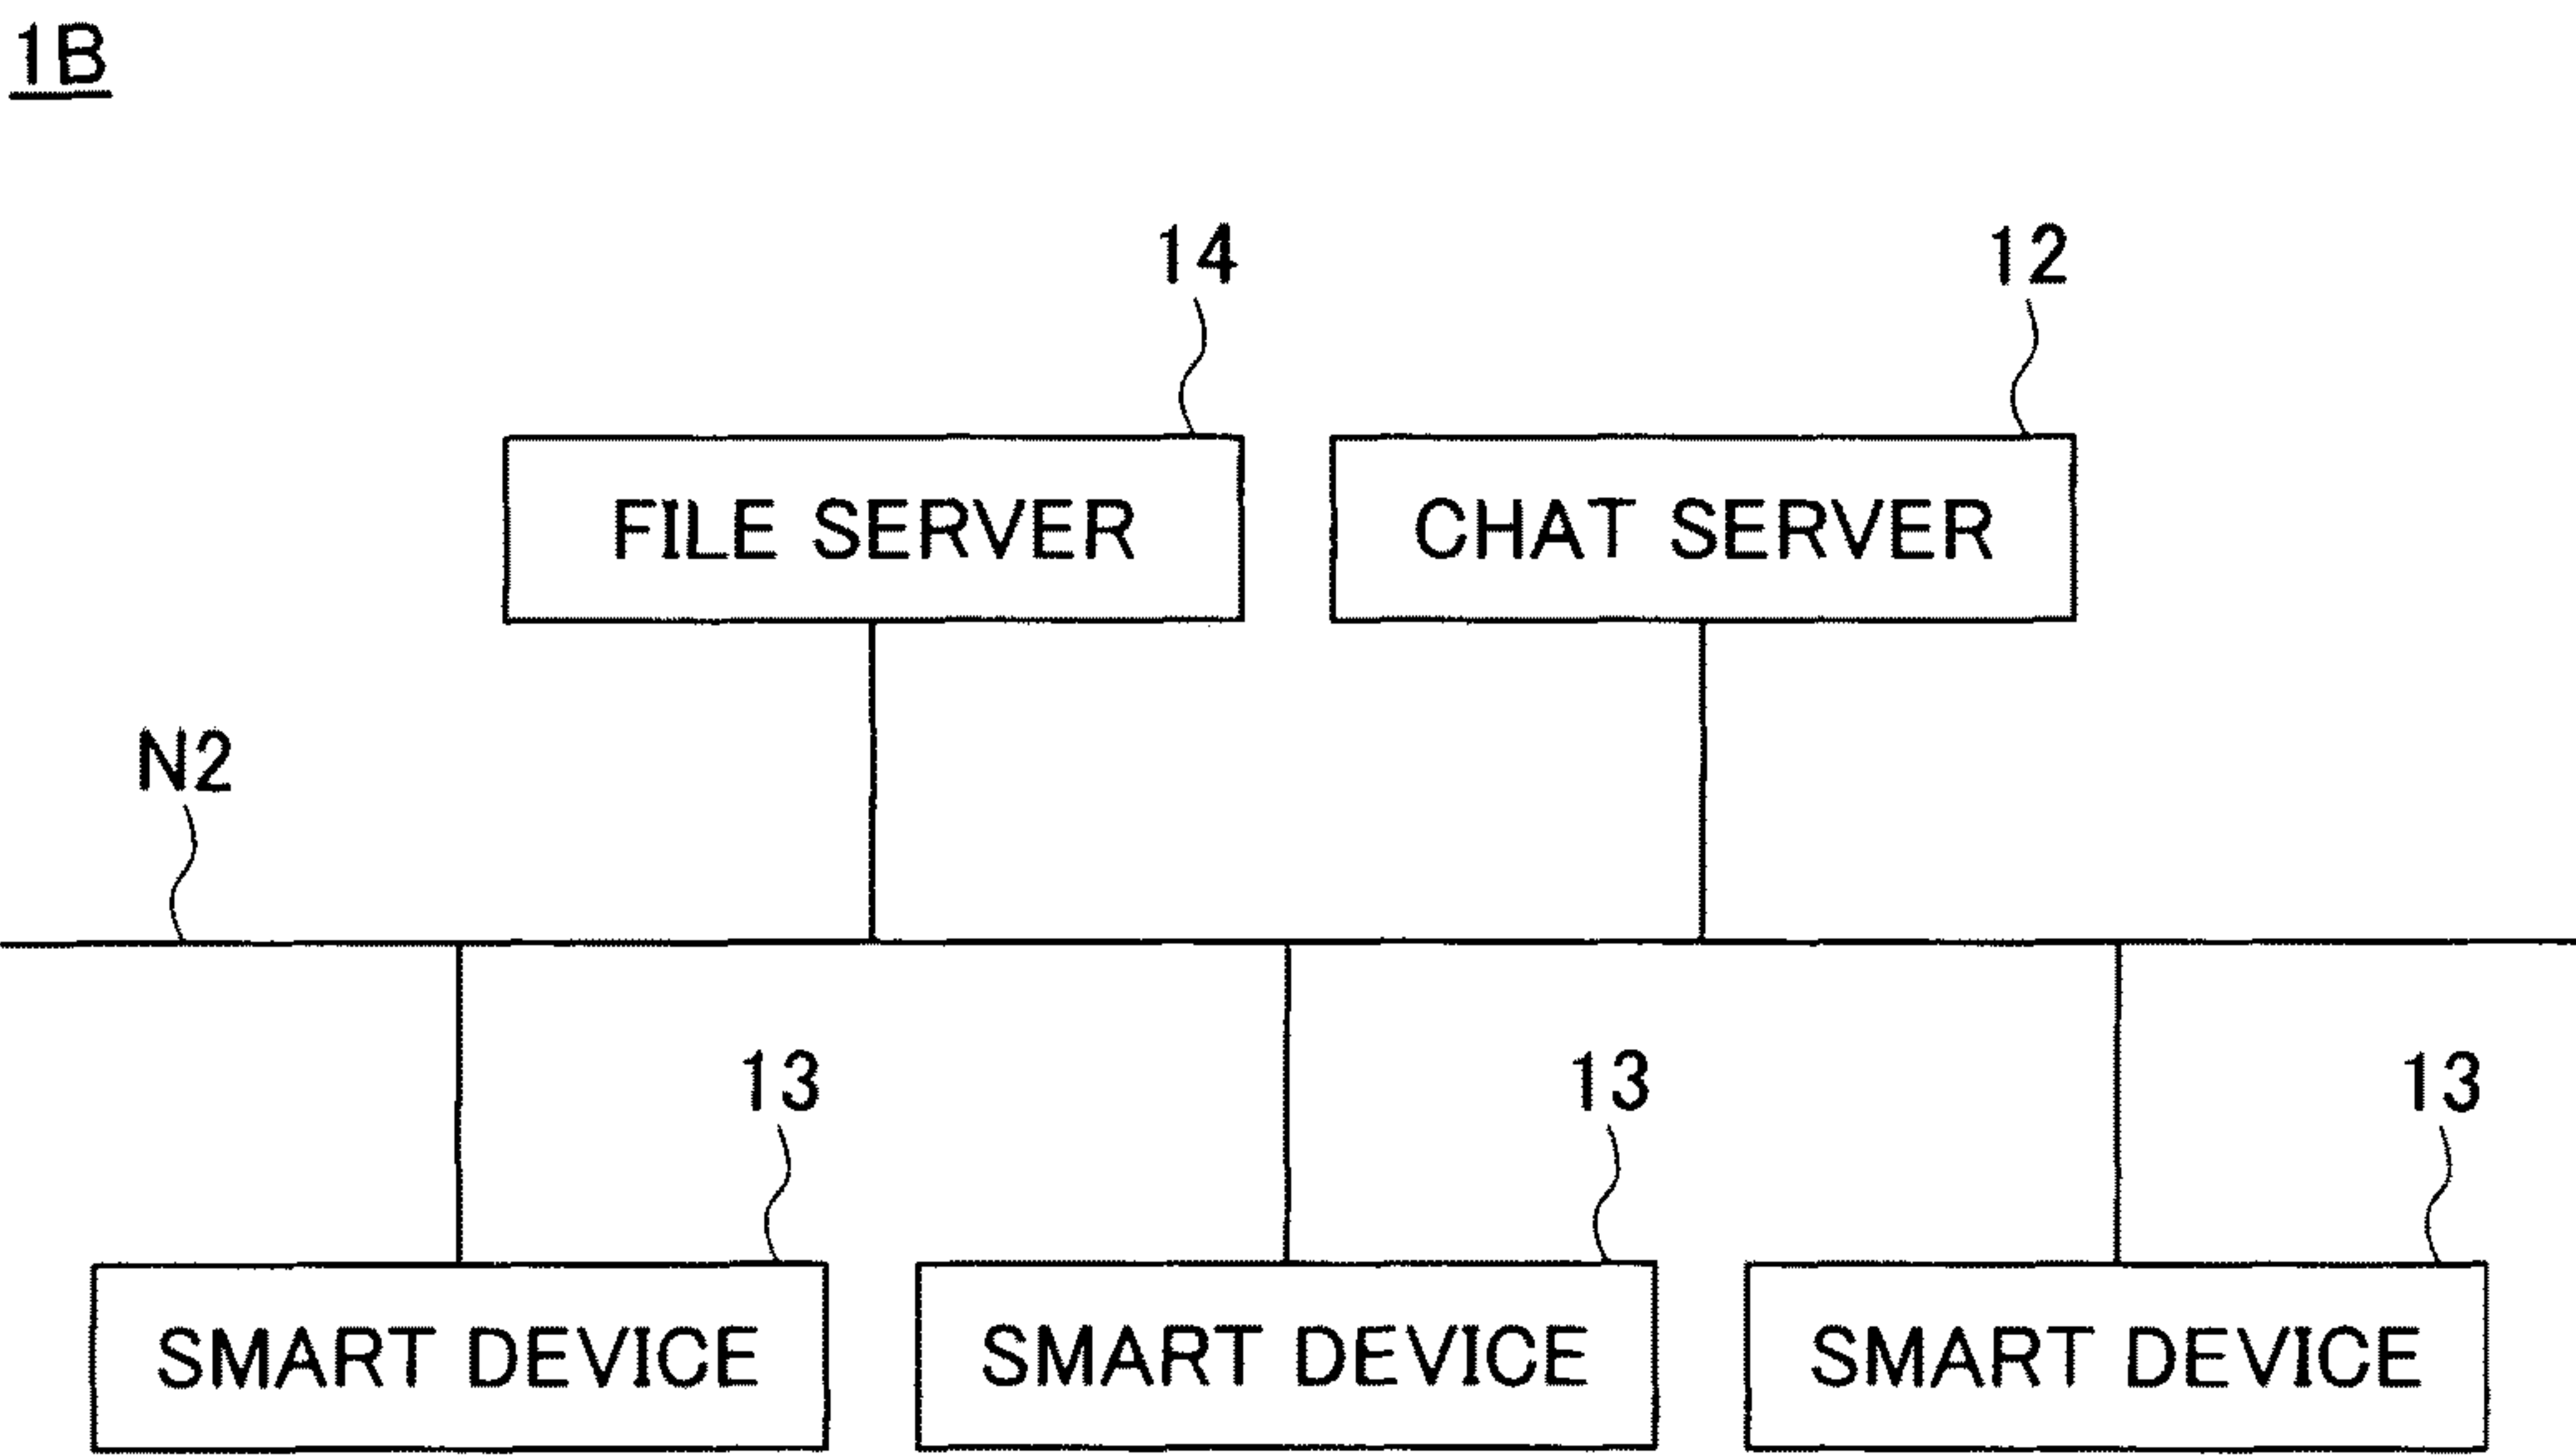 1B
14
12
FILE SERVER
CHAT SERVER
N2
13
13
13
SMART DEVICE
SMART DEVICE
SMART DEVICE